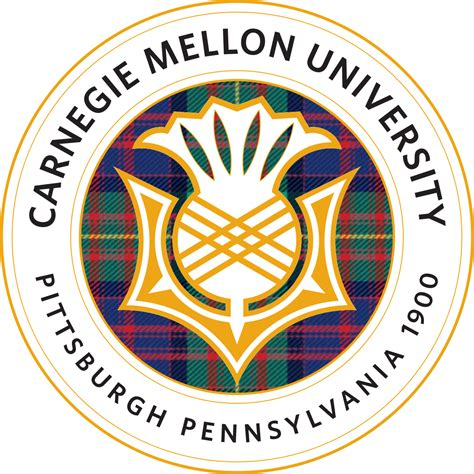 CARNEGIE MELLON UNIVERSITY
PITTSBURGH PENNSYLVANIA 1900